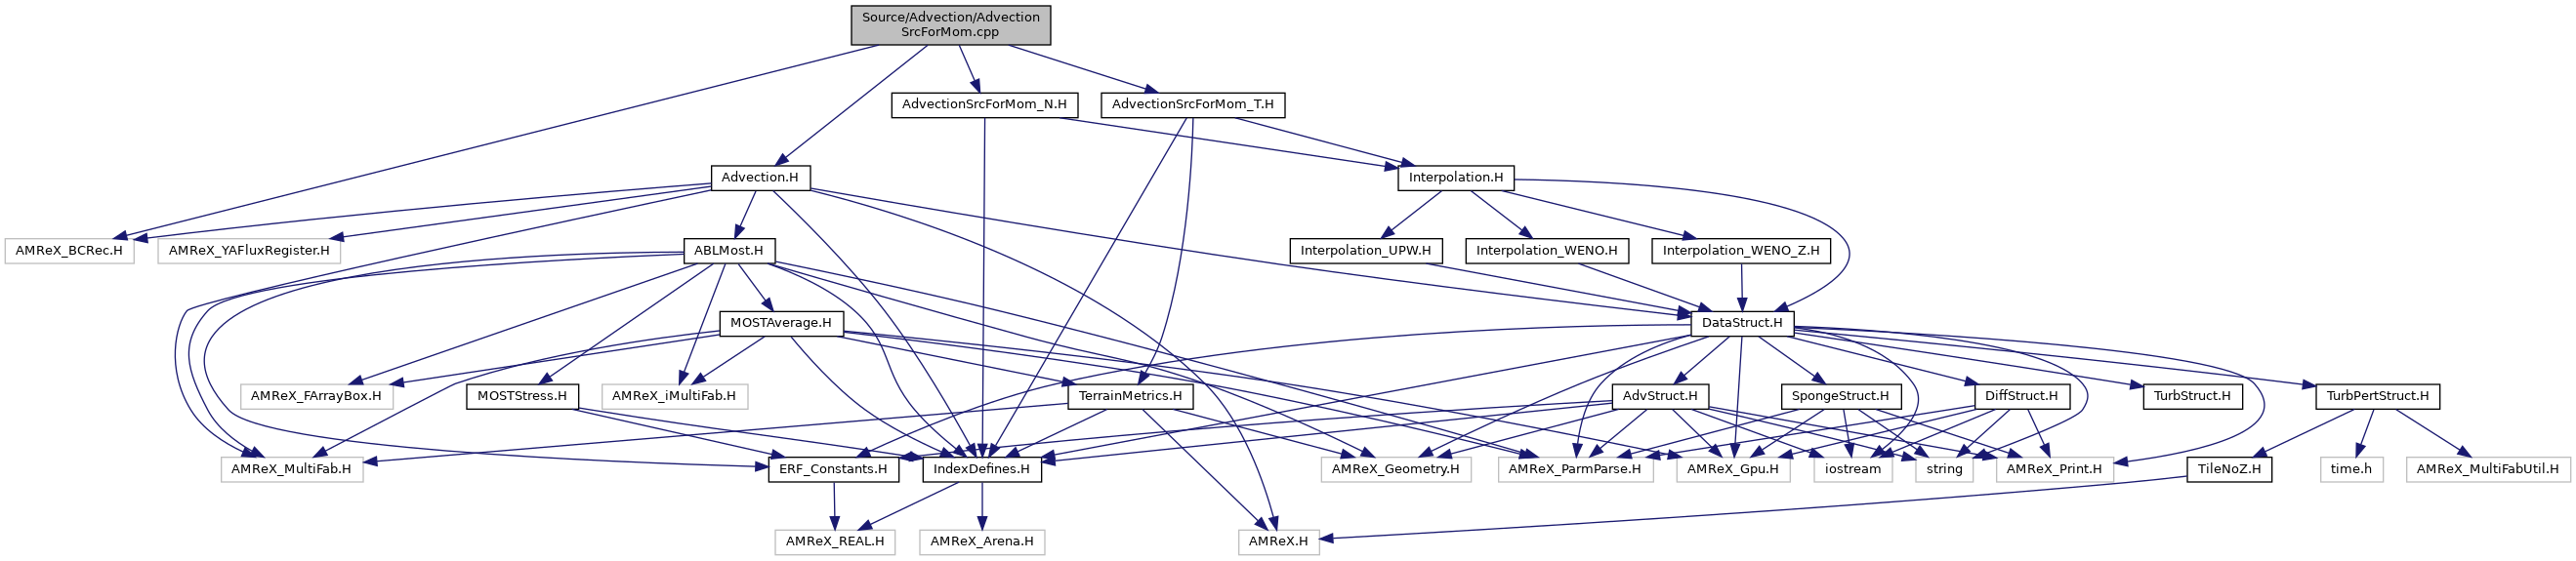 Source/Advection/Advection
SrcForMom.cpp
AdvectionSrcForMom_N.H
AdvectionSrcForMom_T.H
Advection.H
Interpolation.H
AMReX_BCRec.H
AMReX_YAFluxRegister.H
ABLMost.H
Interpolation_UPW.H
Interpolation_WENO.H
Interpolation_WENO_Z.H
MOSTAverage.H
DataStruct.H
AMReX_FArrayBox.H
MOSTStress.H
AMReX_iMultiFab.H
TerrainMetrics.H
AdvStruct.H
SpongeStruct.H
DiffStruct.H
TurbStruct.H
TurbPertStruct.H
AMReX_MultiFab.H
ERF_Constants.H
IndexDefines.H
AMReX_Geometry.H
AMReX_ParmParse.H
AMReX_Gpu.H
iostream
string
AMReX_Print.H
TileNoZ.H
time.h
AMReX_MultiFabUtil.H
AMReX_REAL.H
AMReX_Arena.H
AMReX.H